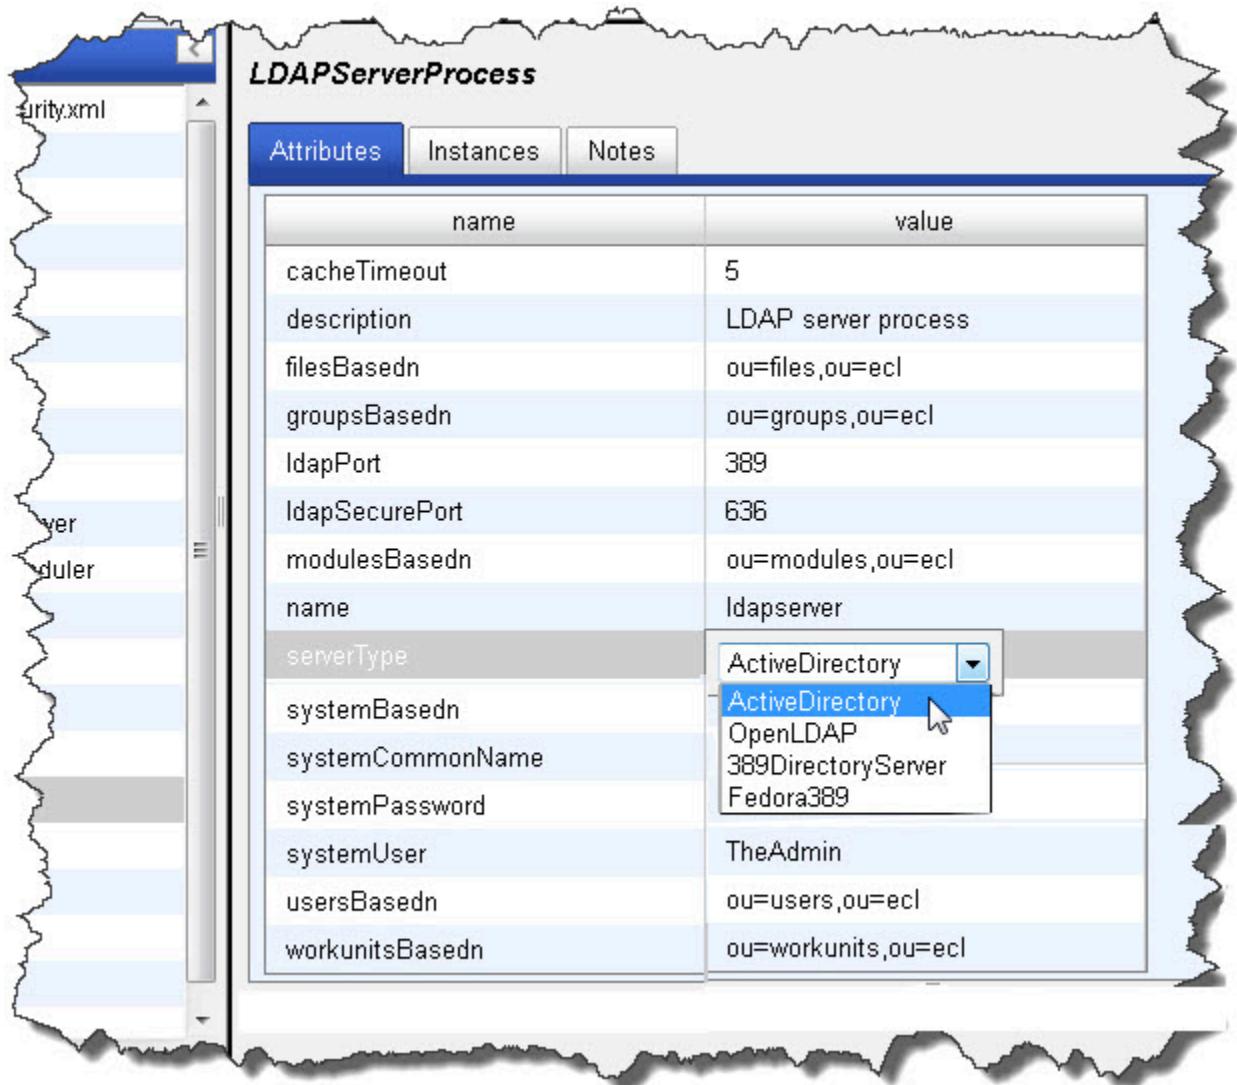 LDAPServerProcess
urity.xml
Attributes Instances Notes
name value
cacheTimeout 5
description LDAP server process
filesBasedn ou=files,ou=ecl
groupsBasedn ou=groups,ou=ecl
ldapPort 389
ldapSecurePort 636
ver
modulesBasedn ou=modules,ou=ecl
duler
name ldapserver
serverType ActiveDirectory
ActiveDirectory
systemBasedn
OpenLDAP
systemCommonName
389DirectoryServer
systemPassword
Fedora389
systemUser TheAdmin
usersBasedn ou=users,ou=ecl
workunitsBasedn ou=workunits,ou=ecl